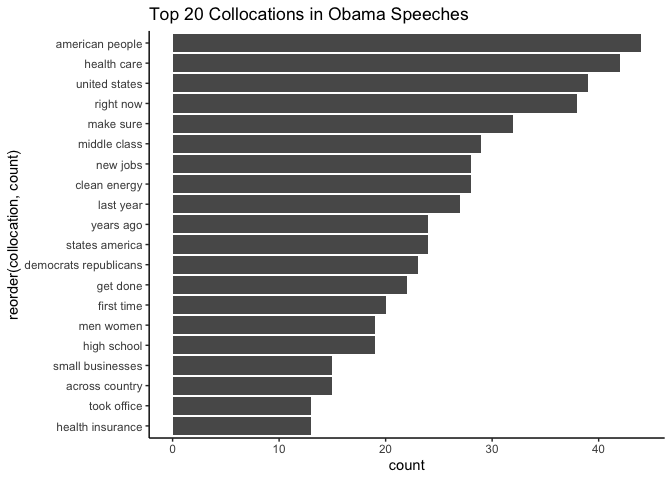 Top 20 Collocations in Obama Speeches
reorder(collocation, count)
american people
health care
united states
right now
make sure
middle class
new jobs
clean energy
last year
years ago
states america
democrats republicans
get done
first time
men women
high school
small businesses
across country
took office
health insurance
0 10 20 30 40
count